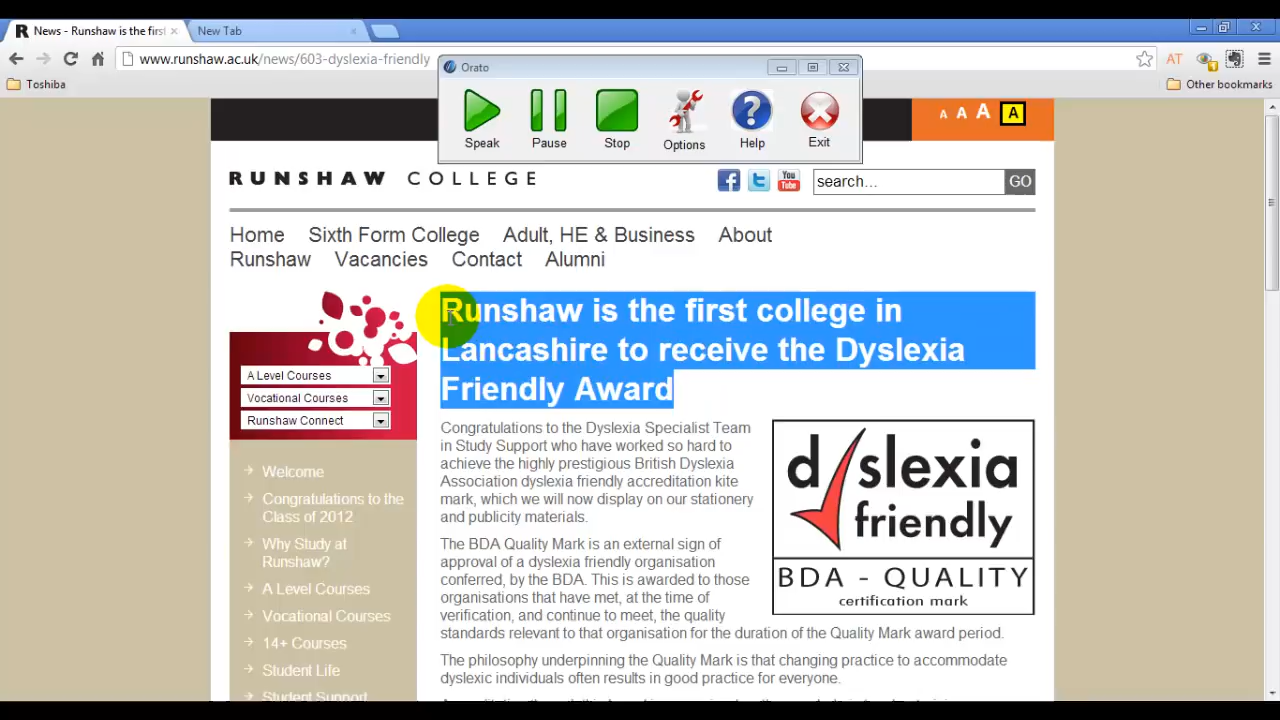 News - Runshaw is the firs
New Tab
www.runshaw.ac.uk/news/603-dyslexia-friendly
AT
1
Toshiba
Other bookmarks
Orato
Speak
Pause
Stop
Options
Help
Exit
A A A A
RUNSHAW COLLEGE
You
Tube
search...
GO
Home Sixth Form College Adult, HE & Business About
Runshaw Vacancies Contact Alumni
A Level Courses
Vocational Courses
Runshaw Connect
Welcome
Congratulations to the
Class of 2012
Why Study at
Runshaw?
A Level Courses
Vocational Courses
14+ Courses
Student Life
Student Support
Runshaw is the first college in
Lancashire to receive the Dyslexia
Friendly Award
Congratulations to the Dyslexia Specialist Team
in Study Support who have worked so hard to
achieve the highly prestigious British Dyslexia
Association dyslexia friendly accreditation kite
mark, which we will now display on our stationery
and publicity materials.
The BDA Quality Mark is an external sign of
approval of a dyslexia friendly organisation
conferred, by the BDA. This is awarded to those
organisations that have met, at the time of
verification, and continue to meet, the quality
standards relevant to that organisation for the duration of the Quality Mark award period.
The philosophy underpinning the Quality Mark is that changing practice to accommodate
dyslexic individuals often results in good practice for everyone.
dyslexia
friendly
BDA - QUALITY
certification mark